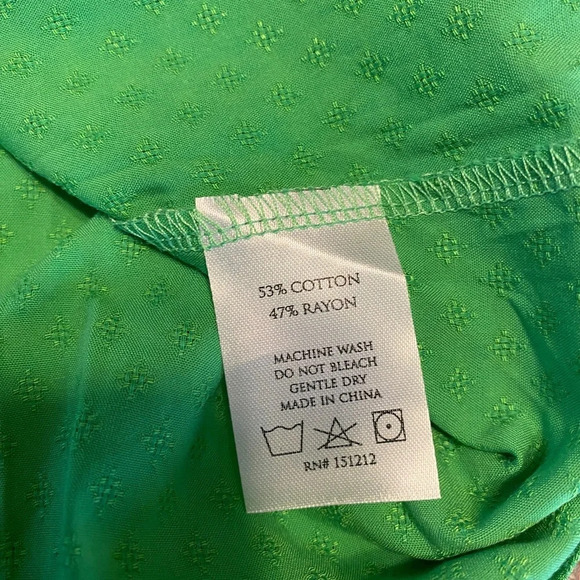 53% COTTON
47% RAYON
MACHINE WASH
DO NOT BLEACH
GENTLE DRY
MADE IN CHINA
RN# 151212